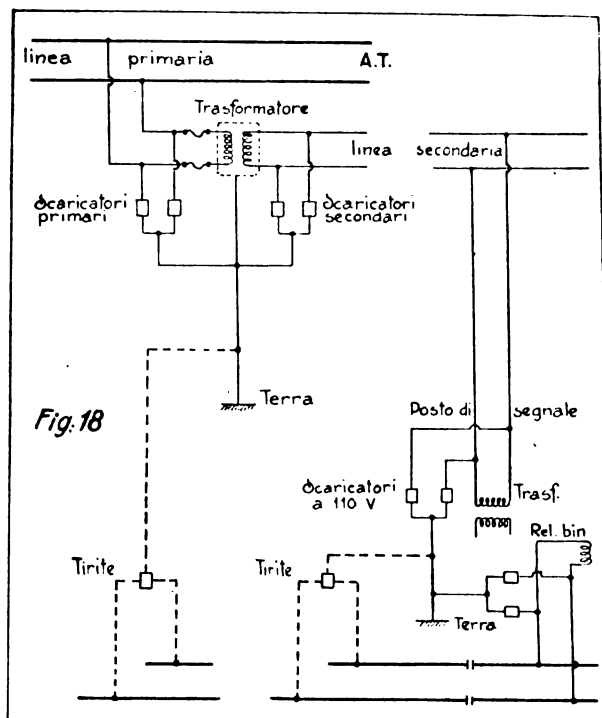 linea primaria A.T.
Trasformatore
linea secondaria
Scaricatori
primari
Scaricatori
secondari
Terra
Fig. 18
Posto di segnale
Scaricatori
a 110 V
Trasf.
Rel. bin
Tirite
Tirite
Terra